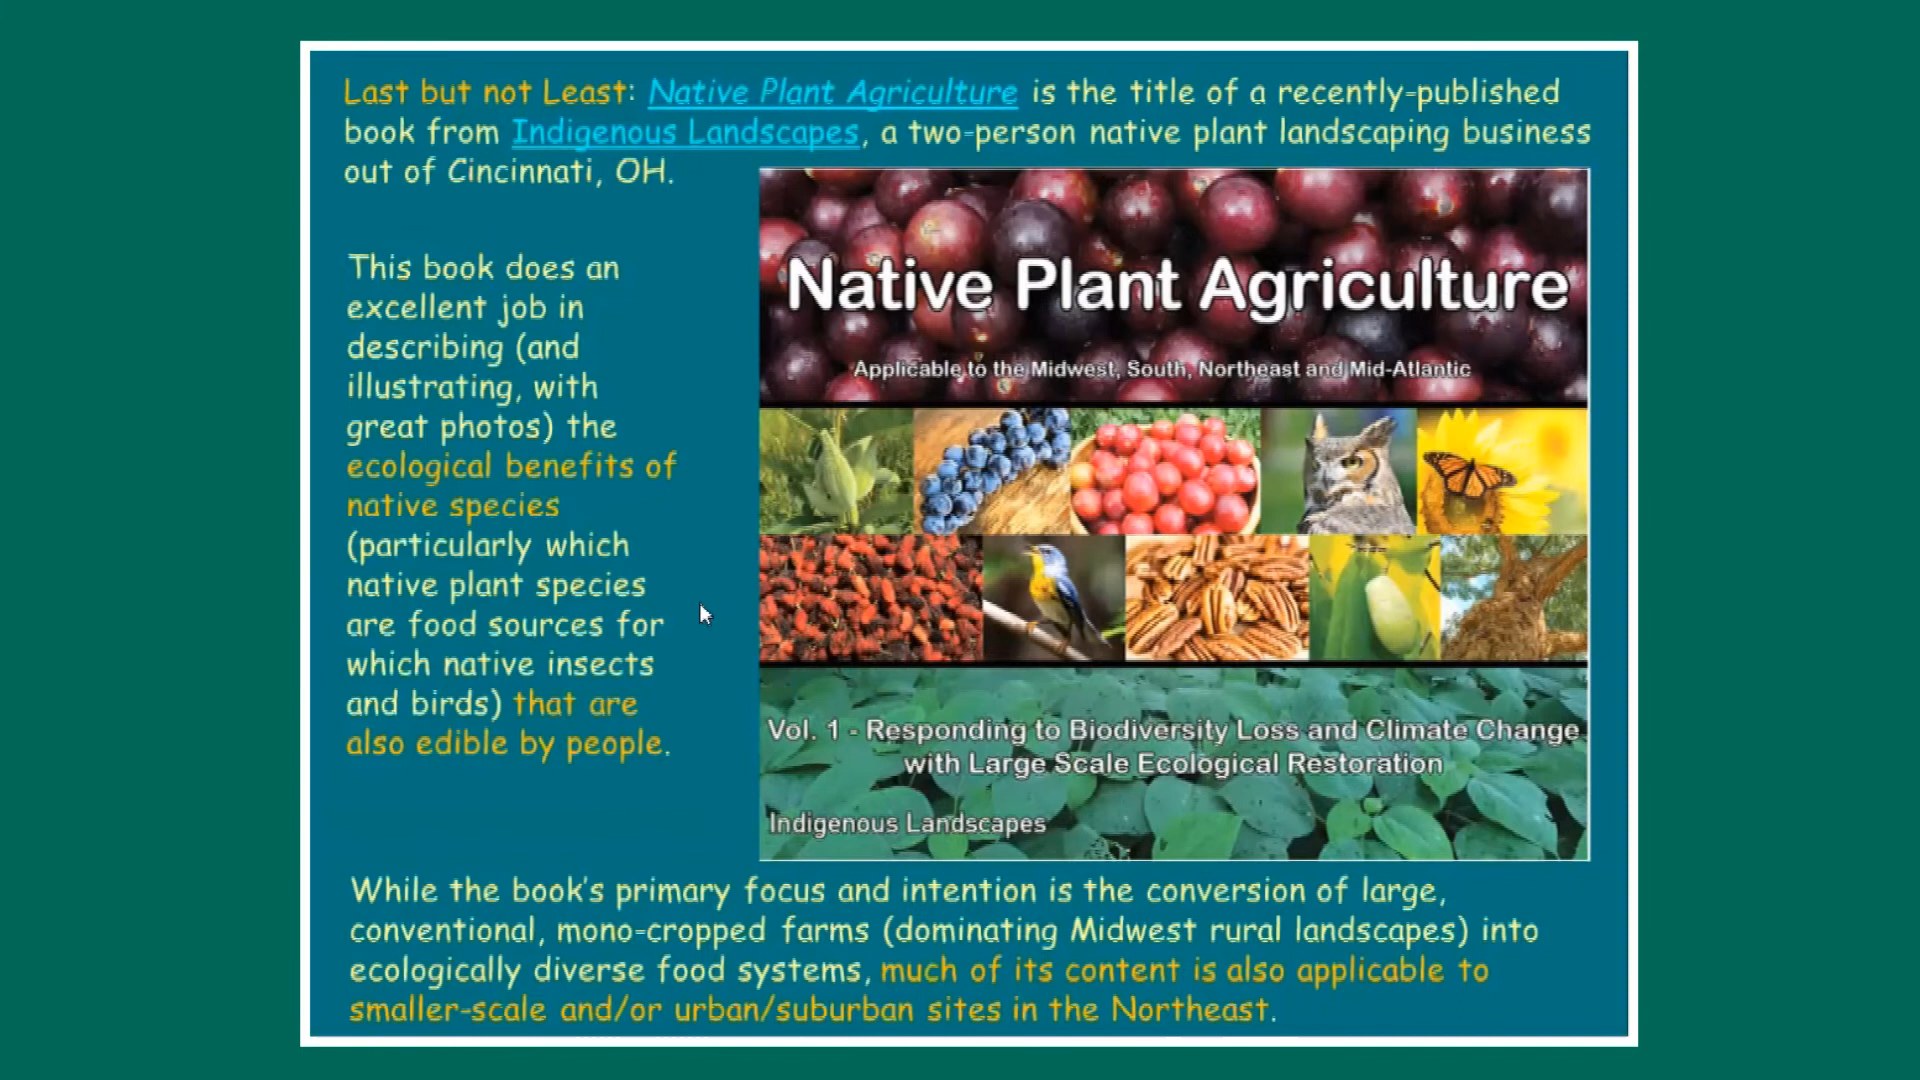 Last but not Least: Native Plant Agriculture is the title of a recently-published
book from Indigenous Landscapes, a two-person native plant landscaping business
out of Cincinnati, OH.
This book does an
excellent job in
describing (and
illustrating, with
great photos) the
ecological benefits of
native species
(particularly which
native plant species
are food sources for
which native insects
and birds) that are
also edible by people.
Native Plant Agriculture
Applicable to the Midwest, South, Northeast and Mid-Atlantic
Vol. 1 - Responding to Biodiversity Loss and Climate Change
with Large Scale Ecological Restoration
Indigenous Landscapes
While the book's primary focus and intention is the conversion of large,
conventional, mono-cropped farms (dominating Midwest rural landscapes) into
ecologically diverse food systems, much of its content is also applicable to
smaller-scale and/or urban/suburban sites in the Northeast.